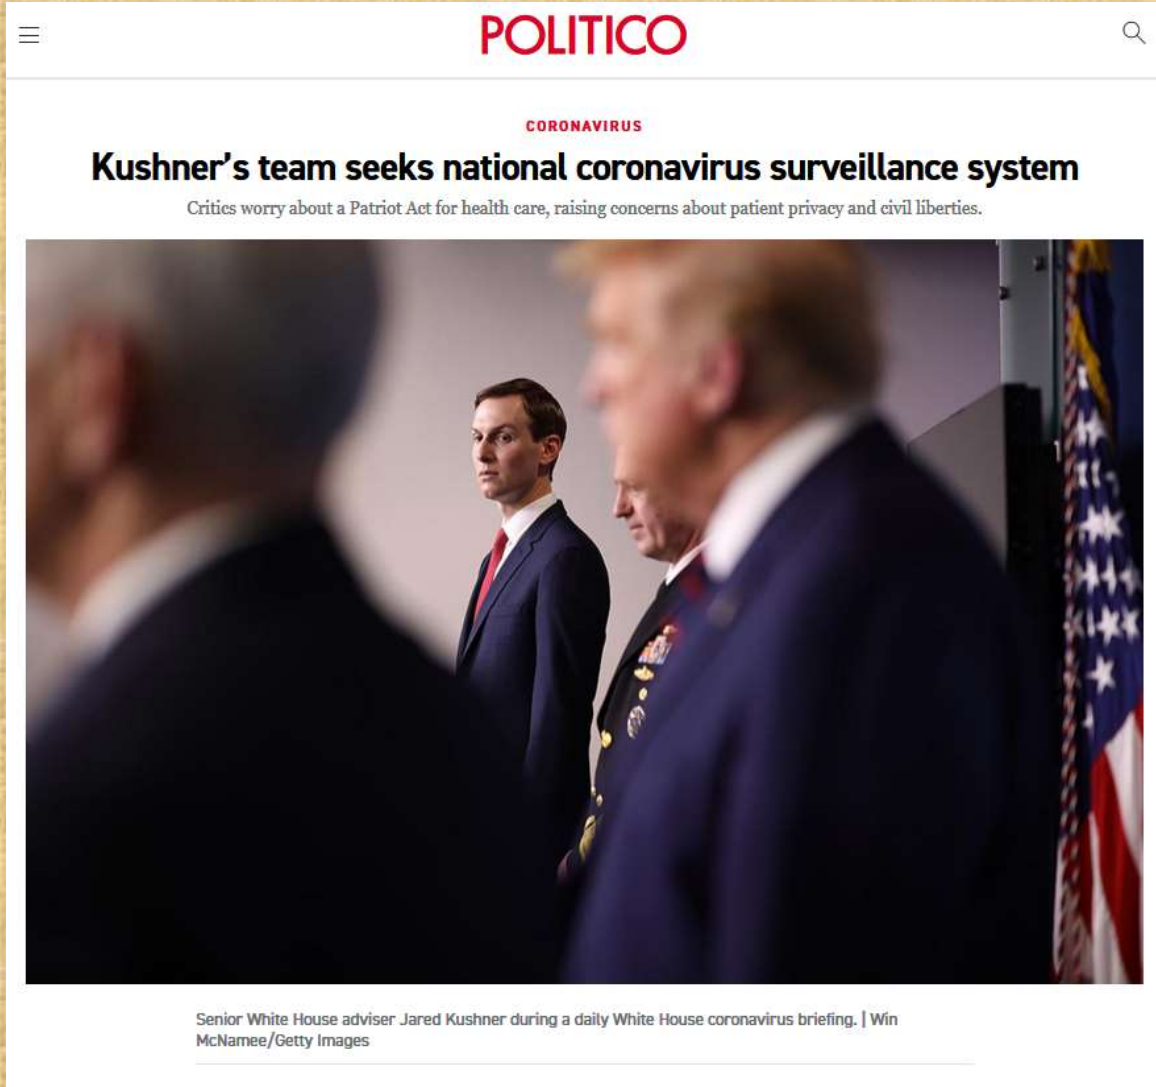 POLITICO
CORONAVIRUS
Kushner’s team seeks national coronavirus surveillance system
Critics worry about a Patriot Act for health care, raising concerns about patient privacy and civil liberties.
Senior White House adviser Jared Kushner during a daily White House coronavirus briefing. | Win
McNamee/Getty Images